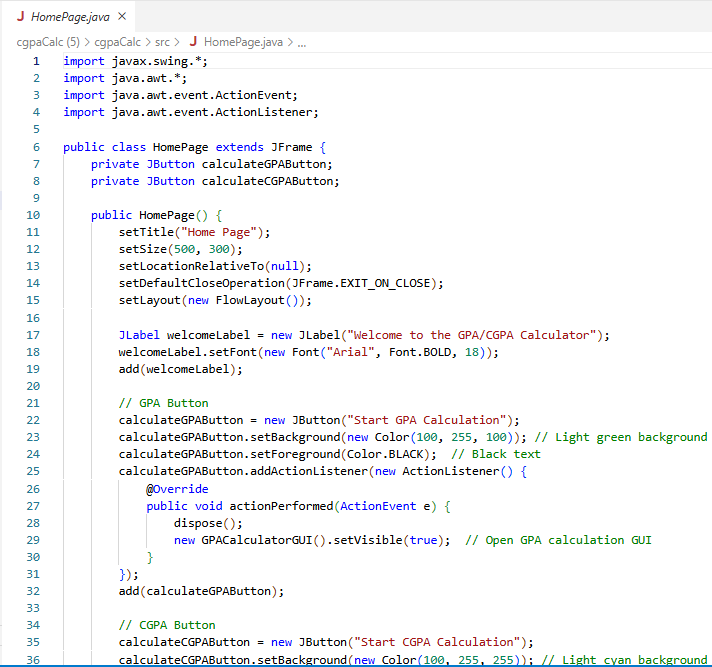 J HomePage.java ×
cgpaCalc (5) > cgpaCalc > src > J HomePage.java > ...
1 import javax.swing.*;
2 import java.awt.*;
3 import java.awt.event.ActionEvent;
4 import java.awt.event.ActionListener;
5
6 public class HomePage extends JFrame {
7     private JButton calculateGPAButton;
8     private JButton calculateCGPAButton;
9
10     public HomePage() {
11         setTitle("Home Page");
12         setSize(500, 300);
13         setLocationRelativeTo(null);
14         setDefaultCloseOperation(JFrame.EXIT_ON_CLOSE);
15         setLayout(new FlowLayout());
16
17         JLabel welcomeLabel = new JLabel("Welcome to the GPA/CGPA Calculator");
18         welcomeLabel.setFont(new Font("Arial", Font.BOLD, 18));
19         add(welcomeLabel);
20
21         // GPA Button
22         calculateGPAButton = new JButton("Start GPA Calculation");
23         calculateGPAButton.setBackground(new Color(100, 255, 100)); // Light green background
24         calculateGPAButton.setForeground(Color.BLACK);  // Black text
25         calculateGPAButton.addActionListener(new ActionListener() {
26             @Override
27             public void actionPerformed(ActionEvent e) {
28                 dispose();
29                 new GPACalculatorGUI().setVisible(true);  // Open GPA calculation GUI
30             }
31         });
32         add(calculateGPAButton);
33
34         // CGPA Button
35         calculateCGPAButton = new JButton("Start CGPA Calculation");
36         calculateCGPAButton.setBackground(new Color(100, 255, 255)); // Light cyan background